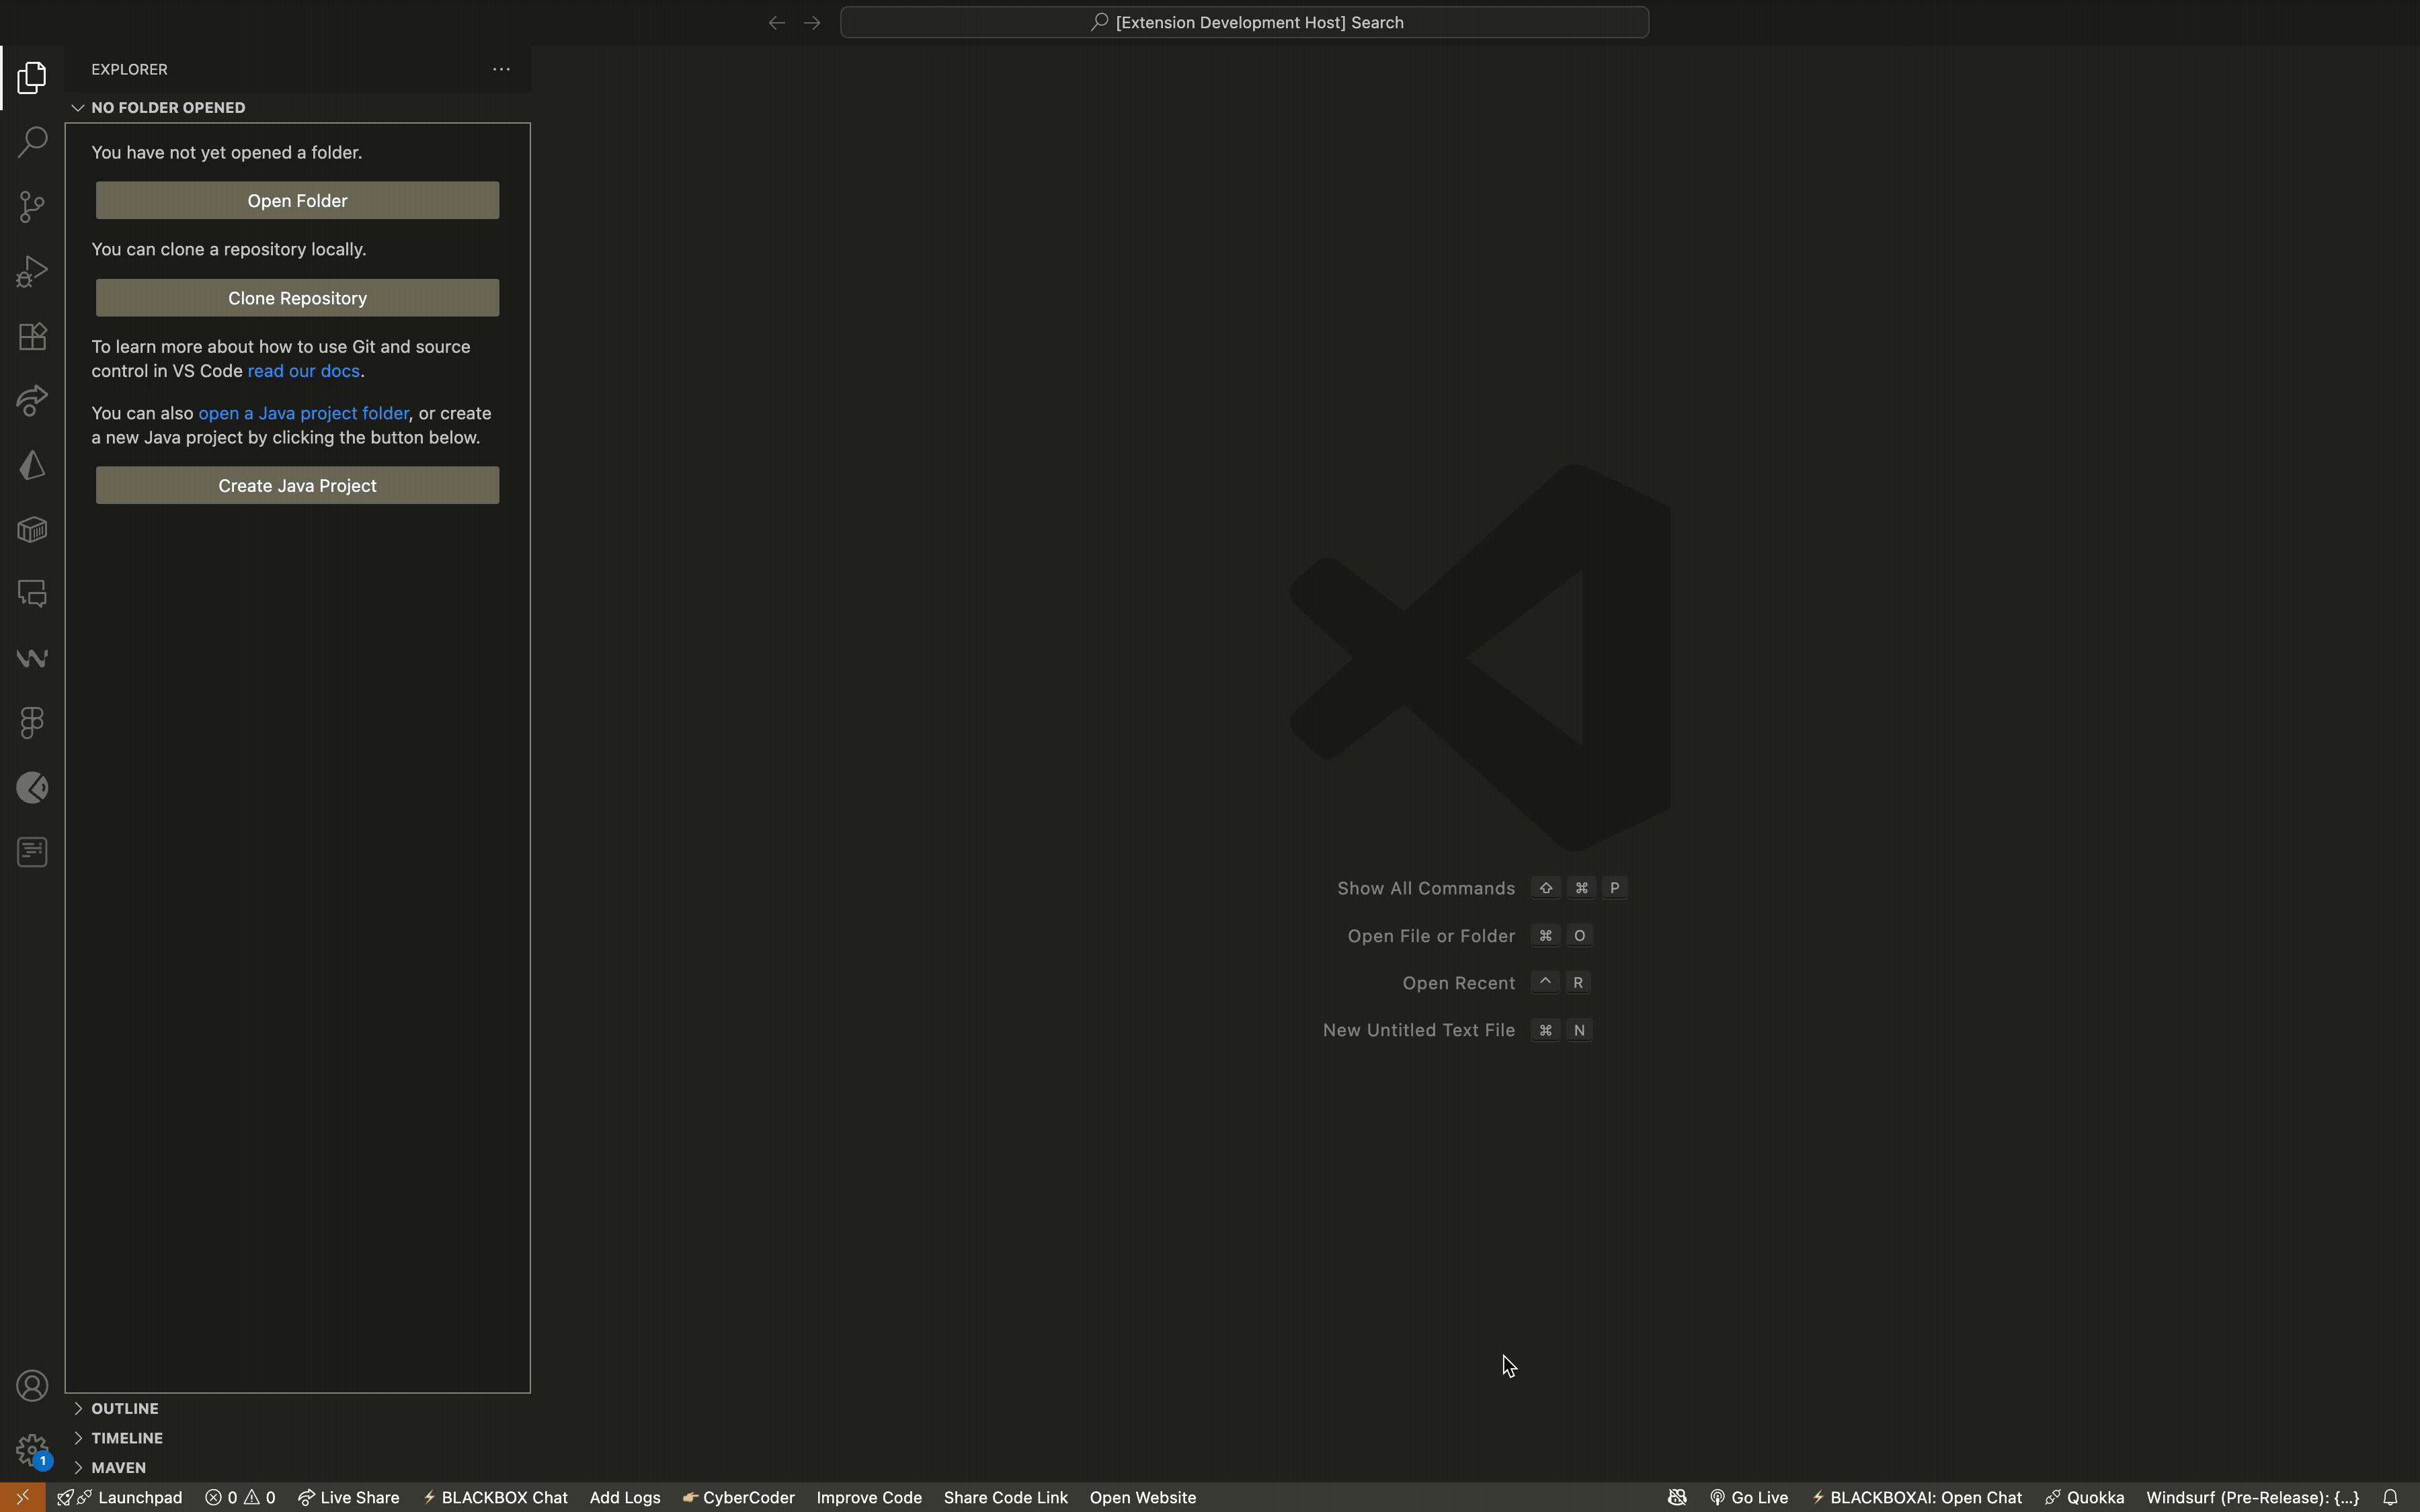 [Extension Development Host] Search
EXPLORER
NO FOLDER OPENED
You have not yet opened a folder.
Open Folder
You can clone a repository locally.
Clone Repository
To learn more about how to use Git and source
control in VS Code read our docs.
You can also open a Java project folder, or create
a new Java project by clicking the button below.
Create Java Project
Show All Commands ⇧ ⌘ P
Open File or Folder ⌘ O
Open Recent ^ R
New Untitled Text File ⌘ N
OUTLINE
TIMELINE
1
MAVEN
Launchpad 0 0 Live Share BLACKBOX Chat Add Logs CyberCoder Improve Code Share Code Link Open Website Go Live BLACKBOXAI: Open Chat Quokka Windsurf (Pre-Release): {...}